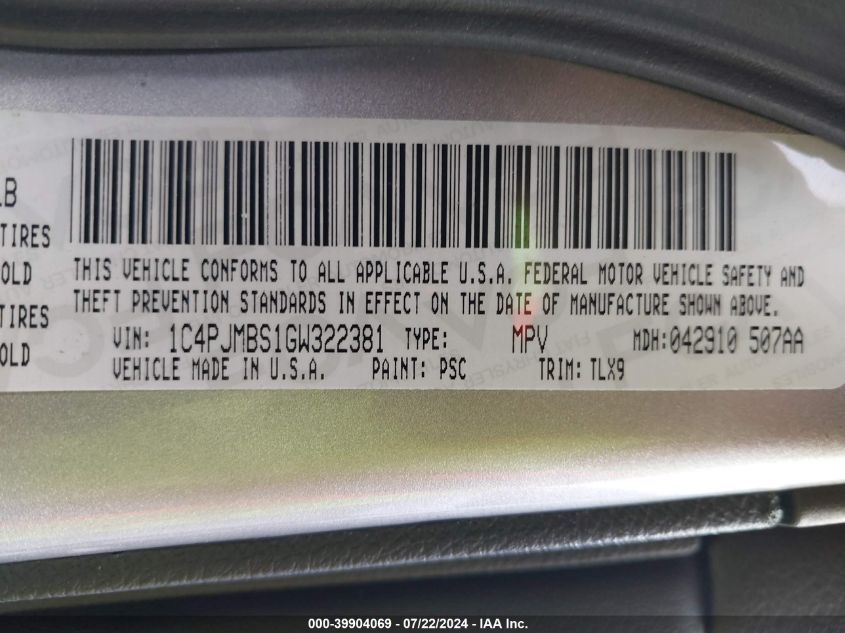 LB
TIRES
OLD
TIRES
OLD
THIS VEHICLE CONFORMS TO ALL APPLICABLE U.S.A. FEDERAL MOTOR VEHICLE SAFETY AND
THEFT PREVENTION STANDARDS IN EFFECT ON THE DATE OF MANUFACTURE SHOWN ABOVE.
VIN: 1C4PJMBS1GW322381 TYPE: MPV MDH:042910 507AA
VEHICLE MADE IN U.S.A. PAINT: PSC TRIM: TLX9
000-39904069 - 07/22/2024 - IAA Inc.